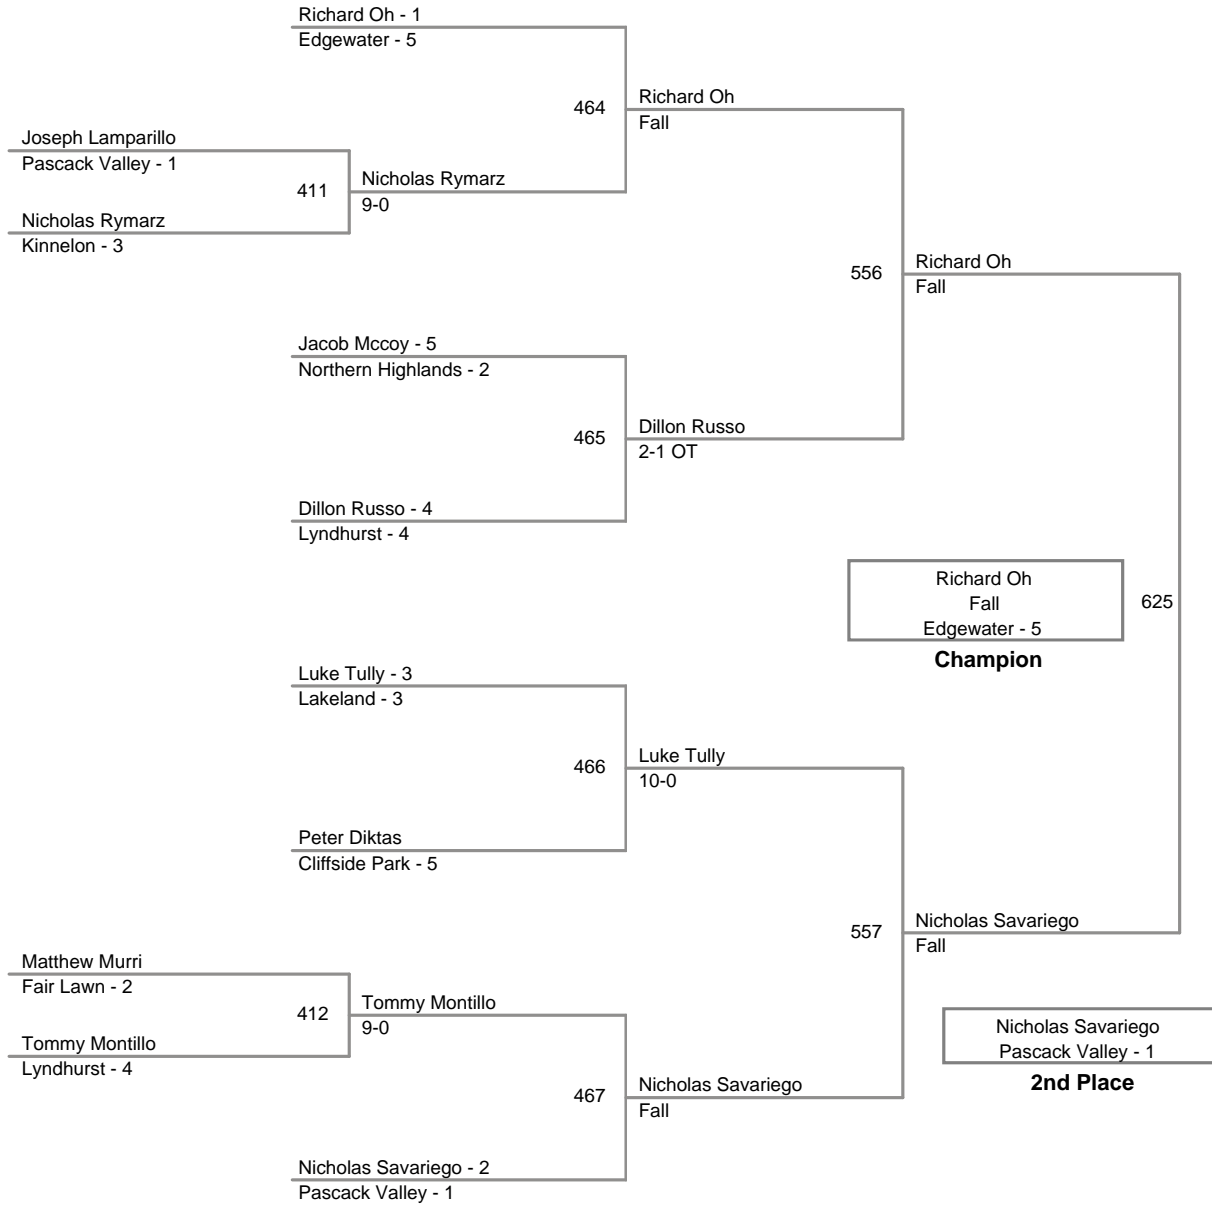 Richard Oh - 1
Edgewater - 5
464
Richard Oh
Fall
Joseph Lamparillo
Pascack Valley - 1
411
Nicholas Rymarz
9-0
Nicholas Rymarz
Kinnelon - 3
556
Richard Oh
Fall
Jacob Mccoy - 5
Northern Highlands - 2
465
Dillon Russo
2-1 OT
Dillon Russo - 4
Lyndhurst - 4
Richard Oh
Fall
Edgewater - 5
Champion
625
Luke Tully - 3
Lakeland - 3
466
Luke Tully
10-0
Peter Diktas
Cliffside Park - 5
557
Nicholas Savariego
Fall
Matthew Murri
Fair Lawn - 2
412
Tommy Montillo
9-0
Tommy Montillo
Lyndhurst - 4
Nicholas Savariego
Pascack Valley - 1
2nd Place
467
Nicholas Savariego
Fall
Nicholas Savariego - 2
Pascack Valley - 1